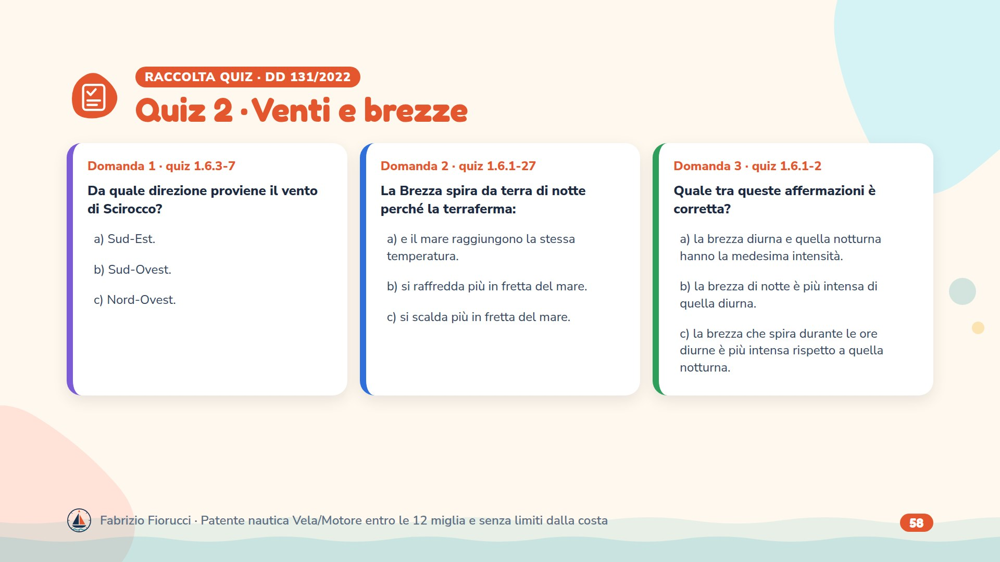 RACCOLTA QUIZ · DD 131/2022
Quiz 2 · Venti e brezze
Domanda 1 · quiz 1.6.3-7
Da quale direzione proviene il vento
di Scirocco?
a) Sud-Est.
b) Sud-Ovest.
c) Nord-Ovest.
Domanda 2 · quiz 1.6.1-27
La Brezza spira da terra di notte
perché la terraferma:
a) e il mare raggiungono la stessa
temperatura.
b) si raffredda più in fretta del mare.
c) si scalda più in fretta del mare.
Domanda 3 · quiz 1.6.1-2
Quale tra queste affermazioni è
corretta?
a) la brezza diurna e quella notturna
hanno la medesima intensità.
b) la brezza di notte è più intensa di
quella diurna.
c) la brezza che spira durante le ore
diurne è più intensa rispetto a quella
notturna.
Fabrizio Fiorucci · Patente nautica Vela/Motore entro le 12 miglia e senza limiti dalla costa
58